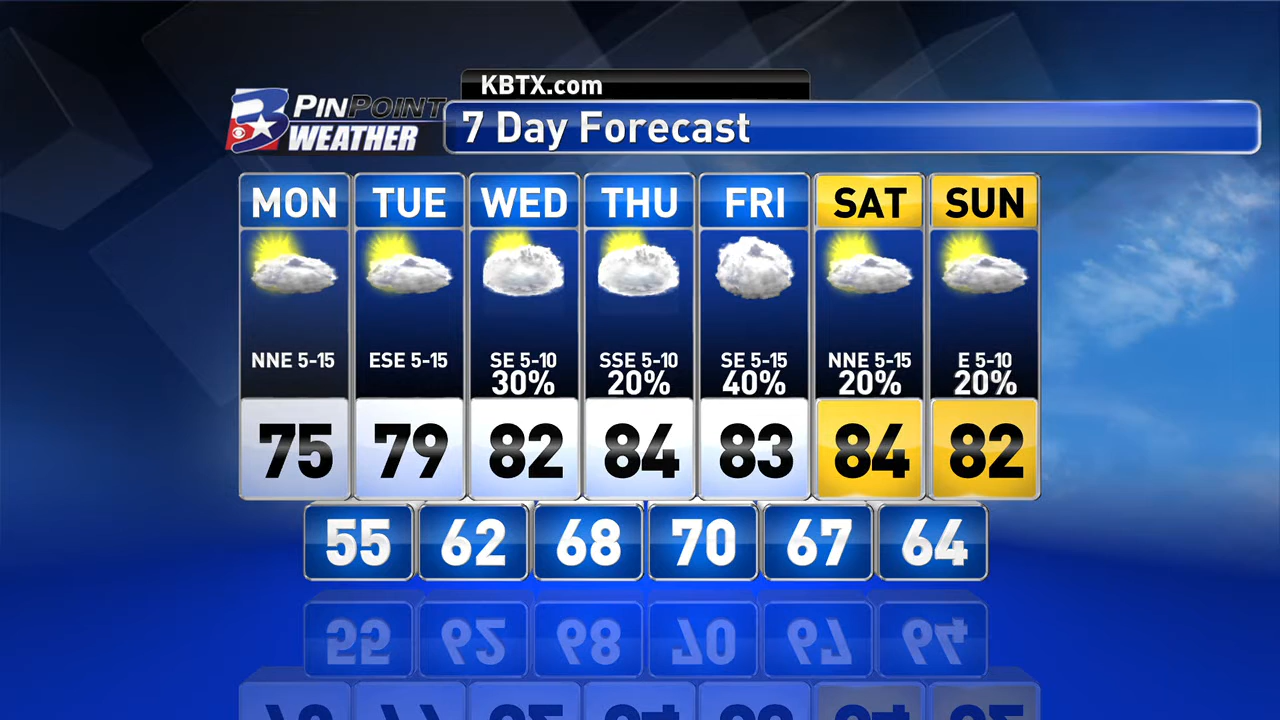 KBTX.com
3 PINPOINT
WEATHER
7 Day Forecast
MON TUE WED THU FRI SAT SUN
NNE 5-15 ESE 5-15 SE 5-10 SSE 5-10 SE 5-15 NNE 5-15 E 5-10
30% 20% 40% 20% 20%
75 79 82 84 83 84 82
55 62 68 70 67 64